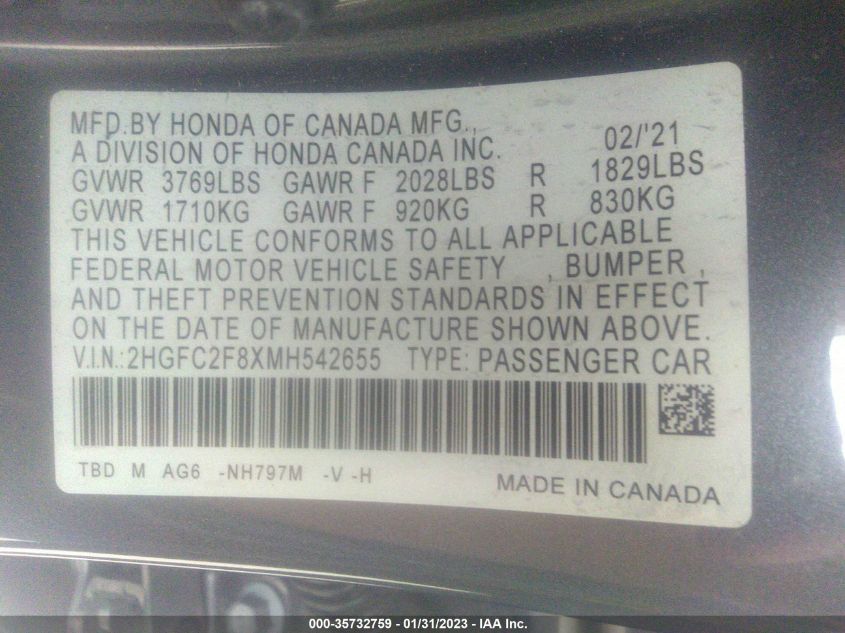 MFD.BY HONDA OF CANADA MFG.,
A DIVISION OF HONDA CANADA INC. 02/'21
GVWR 3769LBS GAWR F 2028LBS R 1829LBS
GVWR 1710KG GAWR F 920KG R 830KG
THIS VEHICLE CONFORMS TO ALL APPLICABLE
FEDERAL MOTOR VEHICLE SAFETY , BUMPER ,
AND THEFT PREVENTION STANDARDS IN EFFECT
ON THE DATE OF MANUFACTURE SHOWN ABOVE.
V.I.N.:2HGFC2F8XMH542655 TYPE: PASSENGER CAR
TBD M AG6 -NH797M -V -H
MADE IN CANADA
000-35732759 - 01/31/2023 - IAA Inc.